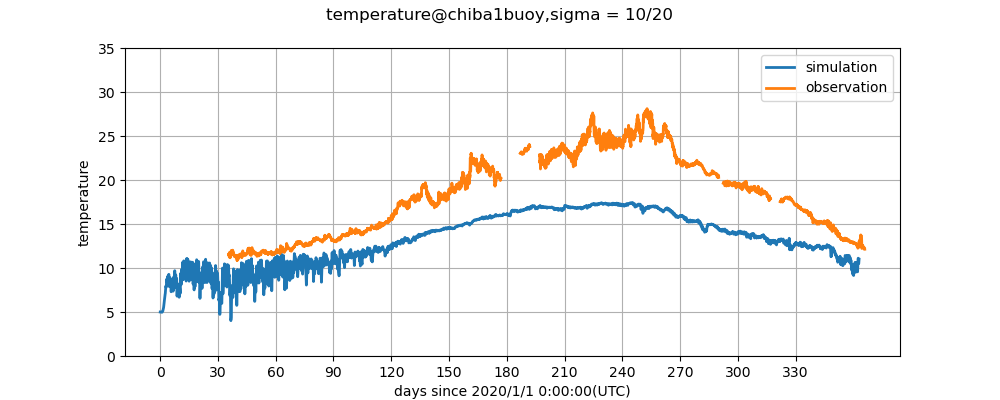 temperature@chiba1buoy,sigma = 10/20
35
30
25
20
15
10
5
0
temperature
simulation
observation
0 30 60 90 120 150 180 210 240 270 300 330
days since 2020/1/1 0:00:00(UTC)